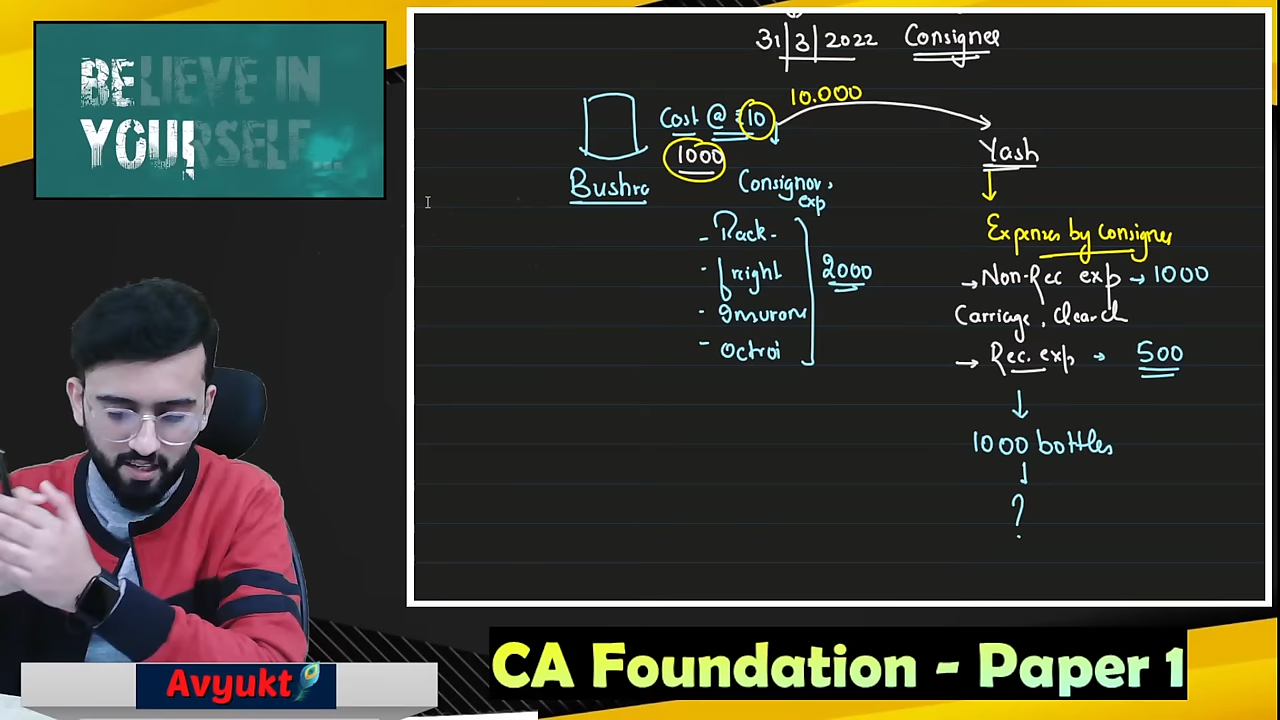 BELIEVE IN
YOURSELF...
31|3|2022 Consignee
10.000
Cost @ 10
1000
Bushra
Yash
Consignor
exp
- Pack-
Expenses by consignee
- freight
2000
→ Non-Rec exp → 1000
- Insuran
Carriage, clear
- Octroi
→ Rec. exp → 500
1000 bottles
?
Avyukt
CA Foundation - Paper 1